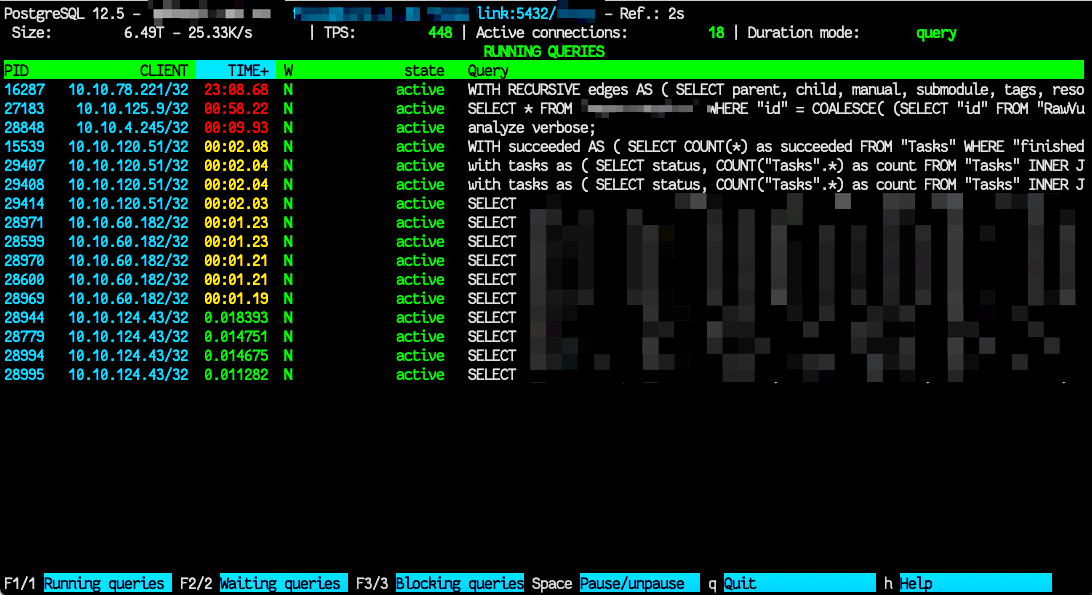 PostgreSQL 12.5 - link:5432/ - Ref.: 2s
Size: 6.49T - 25.33K/s | TPS: 448 | Active connections: 18 | Duration mode: query
RUNNING QUERIES
PID CLIENT TIME+ W state Query
16287 10.10.78.221/32 23:08.68 N active WITH RECURSIVE edges AS ( SELECT parent, child, manual, submodule, tags, reso
27183 10.10.125.9/32 00:58.22 N active SELECT * FROM WHERE "id" = COALESCE( (SELECT "id" FROM "RawVu
28848 10.10.4.245/32 00:09.93 N active analyze verbose;
15539 10.10.120.51/32 00:02.08 N active WITH succeeded AS ( SELECT COUNT(*) as succeeded FROM "Tasks" WHERE "finished
29407 10.10.120.51/32 00:02.04 N active with tasks as ( SELECT status, COUNT("Tasks".*) as count FROM "Tasks" INNER J
29408 10.10.120.51/32 00:02.04 N active with tasks as ( SELECT status, COUNT("Tasks".*) as count FROM "Tasks" INNER J
29414 10.10.120.51/32 00:02.03 N active SELECT
28971 10.10.60.182/32 00:01.23 N active SELECT
28599 10.10.60.182/32 00:01.23 N active SELECT
28970 10.10.60.182/32 00:01.21 N active SELECT
28600 10.10.60.182/32 00:01.21 N active SELECT
28969 10.10.60.182/32 00:01.19 N active SELECT
28944 10.10.124.43/32 0.018393 N active SELECT
28779 10.10.124.43/32 0.014751 N active SELECT
28994 10.10.124.43/32 0.014675 N active SELECT
28995 10.10.124.43/32 0.011282 N active SELECT
F1/1 Running queries F2/2 Waiting queries F3/3 Blocking queries Space Pause/unpause q Quit h Help